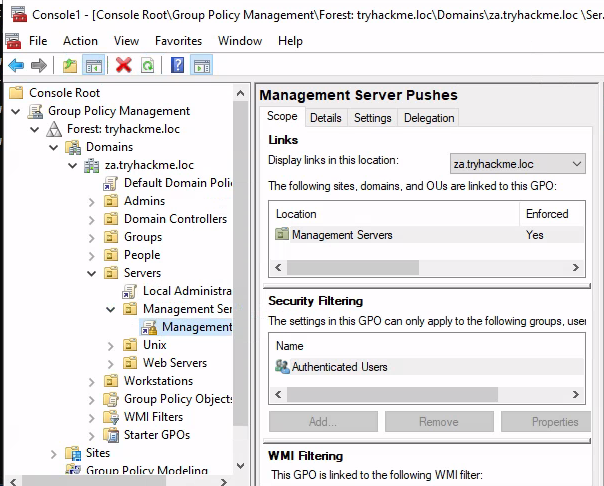 Console1 - [Console Root\Group Policy Management\Forest: tryhackme.loc\Domains\za.tryhackme.loc \Ser.
File Action View Favorites Window Help
Console Root
Group Policy Management
Forest: tryhackme.loc
Domains
za.tryhackme.loc
Default Domain Poli
Admins
Domain Controllers
Groups
People
Servers
Local Administra
Management Ser
Management
Unix
Web Servers
Workstations
Group Policy Objects
WMI Filters
Starter GPOs
Sites
Group Policy Modeling
Management Server Pushes
Scope Details Settings Delegation
Links
Display links in this location: za.tryhackme.loc
The following sites, domains, and OUs are linked to this GPO:
Location Enforced
Management Servers Yes
Security Filtering
The settings in this GPO can only apply to the following groups, user
Name
Authenticated Users
Add... Remove Properties
WMI Filtering
This GPO is linked to the following WMI filter: